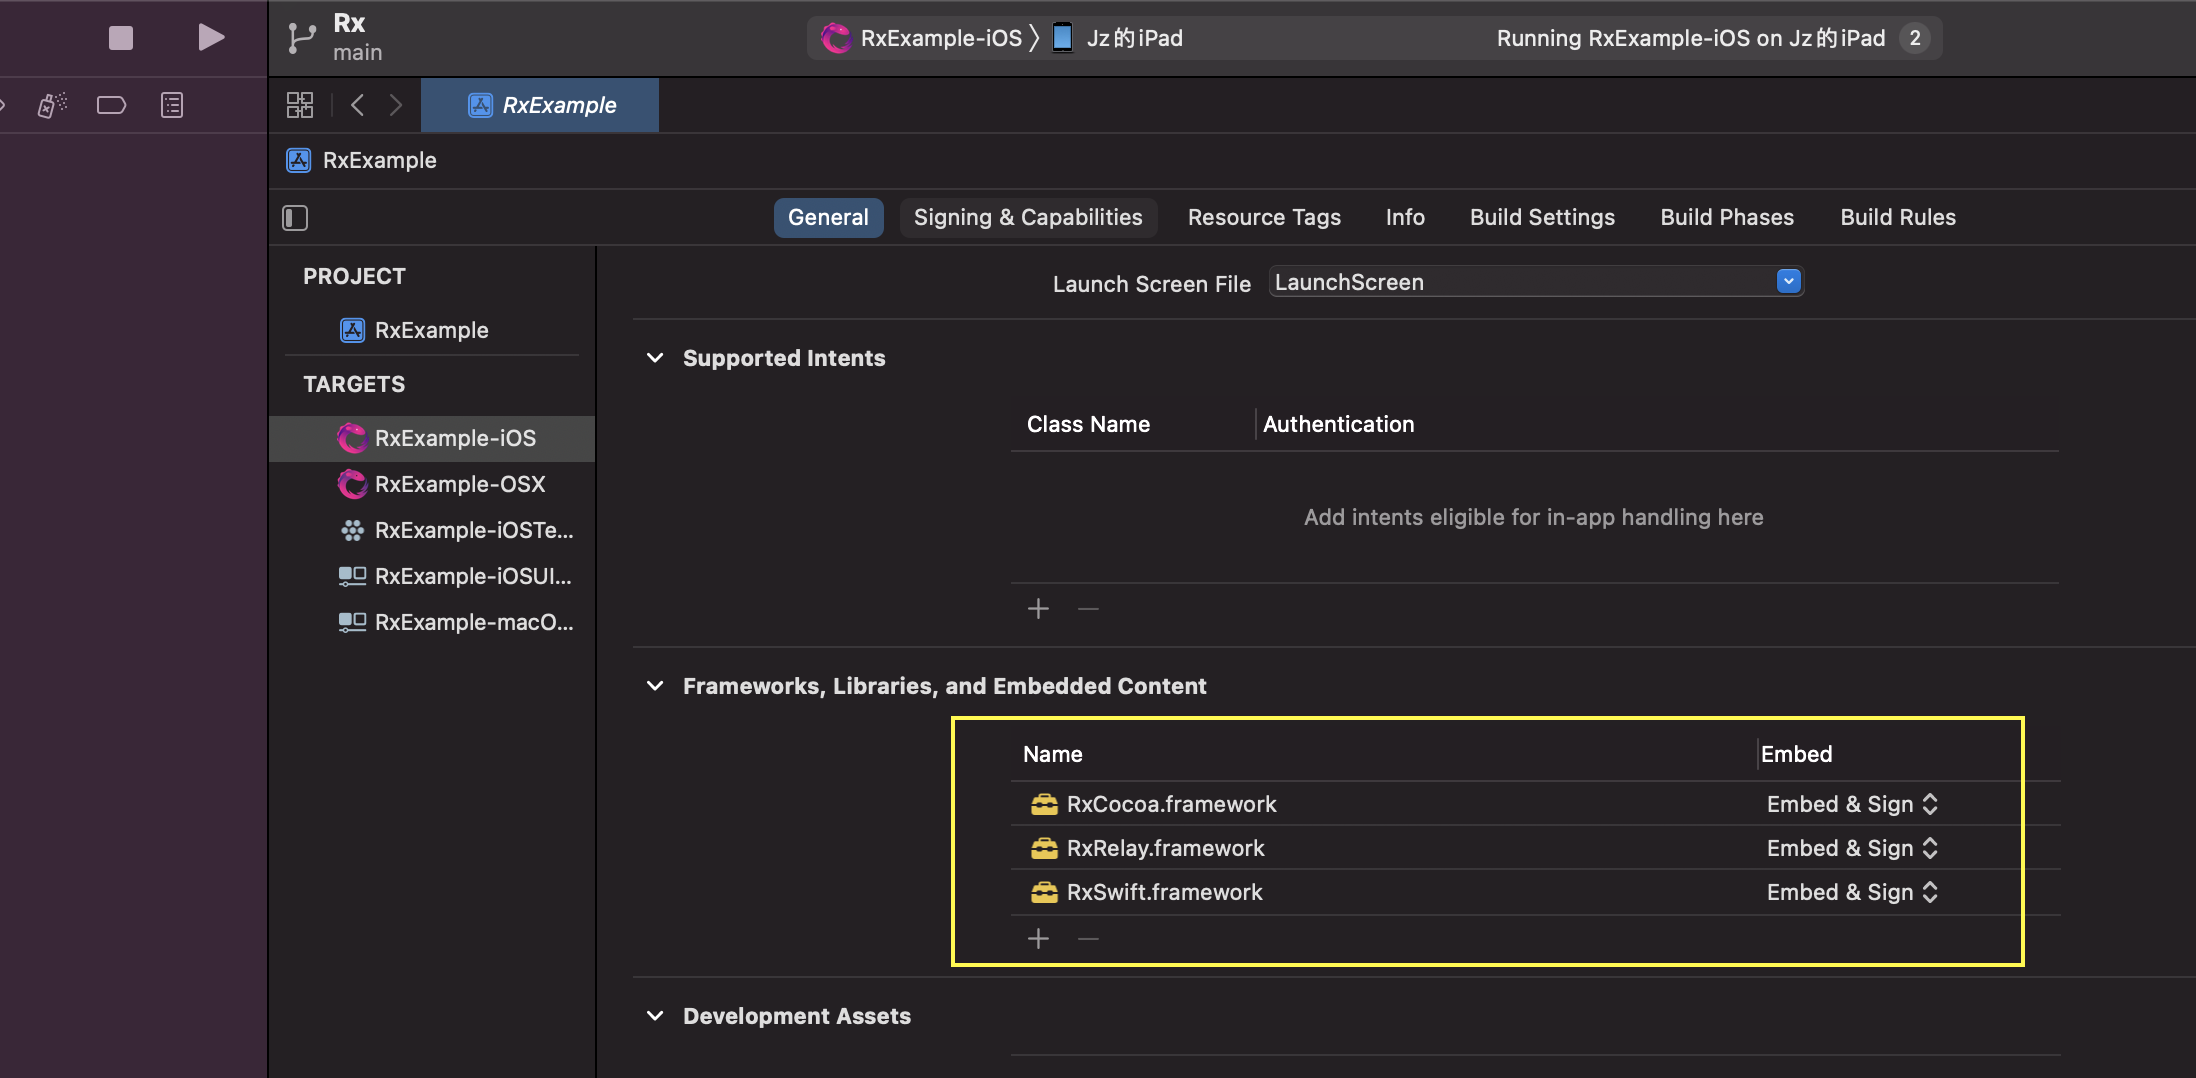 Rx
main
RxExample-iOS
Jz的iPad
Running RxExample-iOS on Jz的iPad
2
RxExample
RxExample
General
Signing & Capabilities
Resource Tags
Info
Build Settings
Build Phases
Build Rules
PROJECT
RxExample
TARGETS
RxExample-iOS
RxExample-OSX
RxExample-iOSTe...
RxExample-iOSUI...
RxExample-macO...
Launch Screen File
LaunchScreen
Supported Intents
Class Name
Authentication
Add intents eligible for in-app handling here
Frameworks, Libraries, and Embedded Content
Name
Embed
RxCocoa.framework
Embed & Sign
RxRelay.framework
Embed & Sign
RxSwift.framework
Embed & Sign
Development Assets